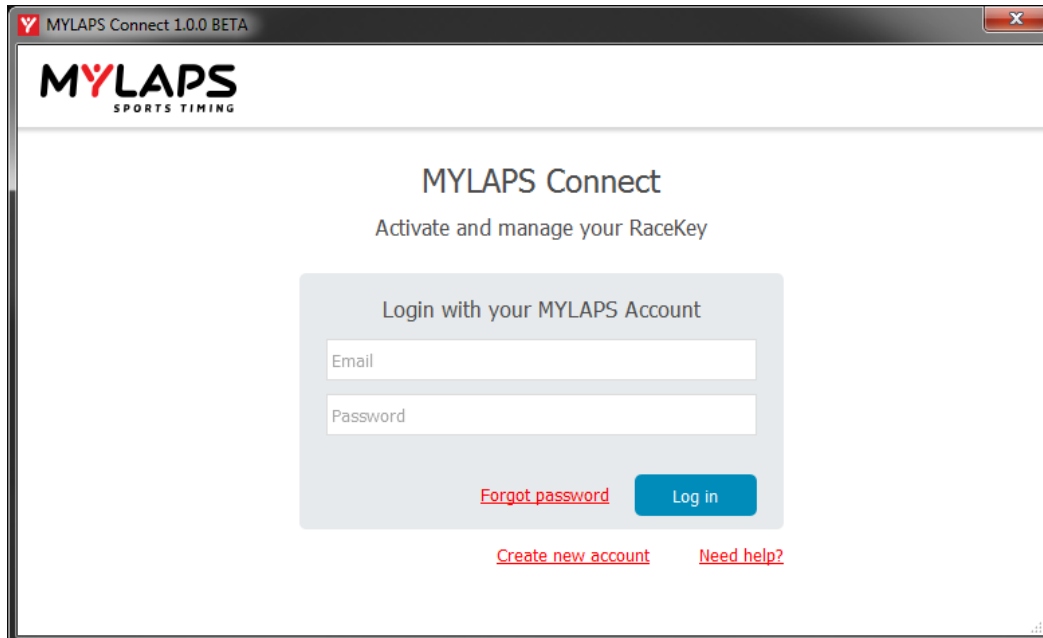 MYLAPS Connect 1.0.0 BETA
MYLAPS
SPORTS TIMING
MYLAPS Connect
Activate and manage your RaceKey
Login with your MYLAPS Account
Email
Password
Forgot password
Log in
Create new account
Need help?